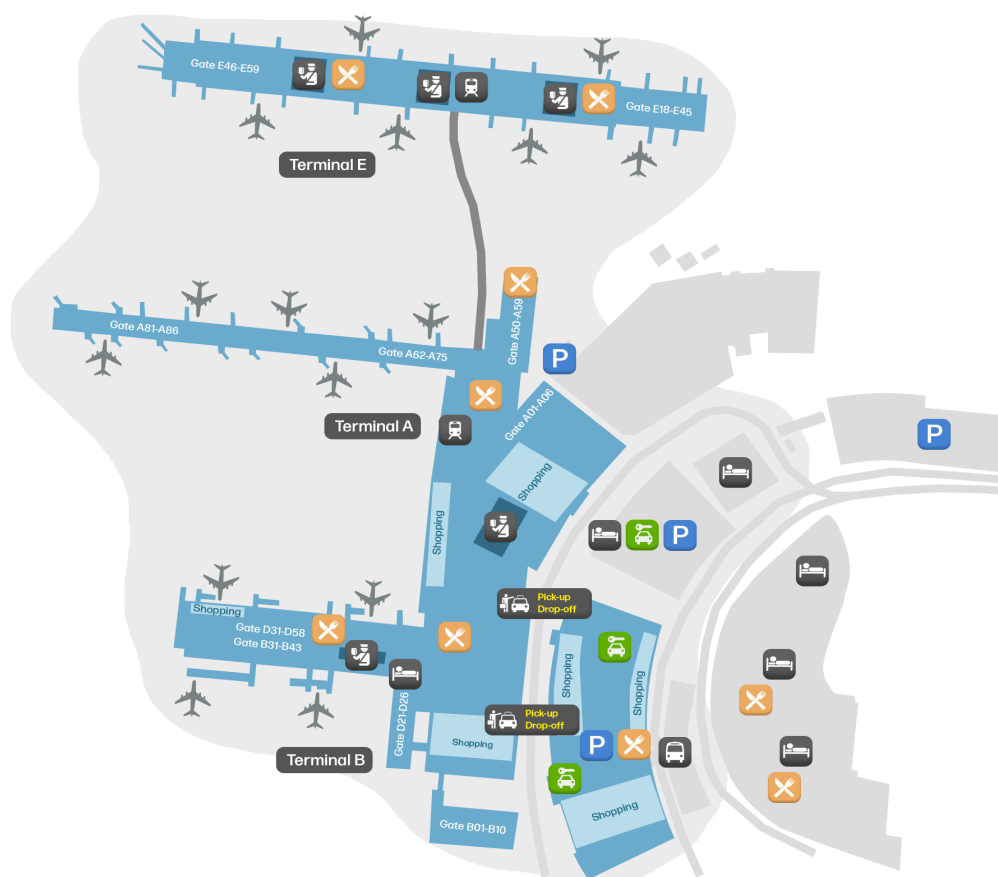 Gate E46-E59
Gate E18-E45
Terminal E
Gate A50-A59
Gate A81-A86
Gate A62-A75
P
Gate A01-A06
Terminal A
P
Shopping
Shopping
P
Pick-up
Drop-off
Shopping
Gate D31-D58
Gate B31-B43
Shopping
Shopping
Gate D21-D26
Pick-up
Drop-off
Shopping
P
Terminal B
Shopping
Gate B01-B10